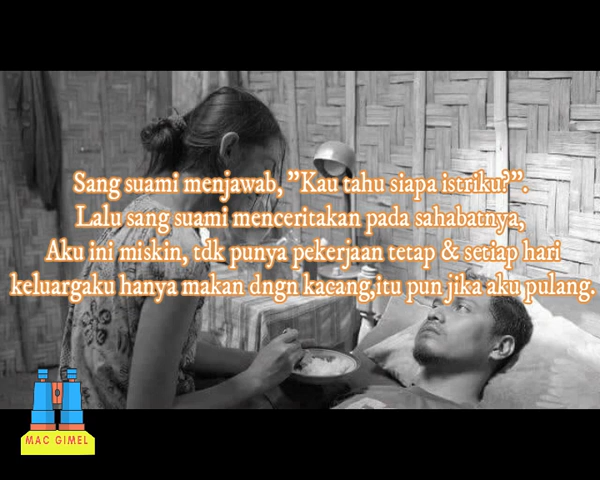 Sang suami menjawab, "Kau tahu siapa istriku?".
Lalu sang suami menceritakan pada sahabatnya,
Aku ini miskin, tdk punya pekerjaan tetap & setiap hari
keluargaku hanya makan dngn kacang,itu pun jika aku pulang.
MAC GIMEL